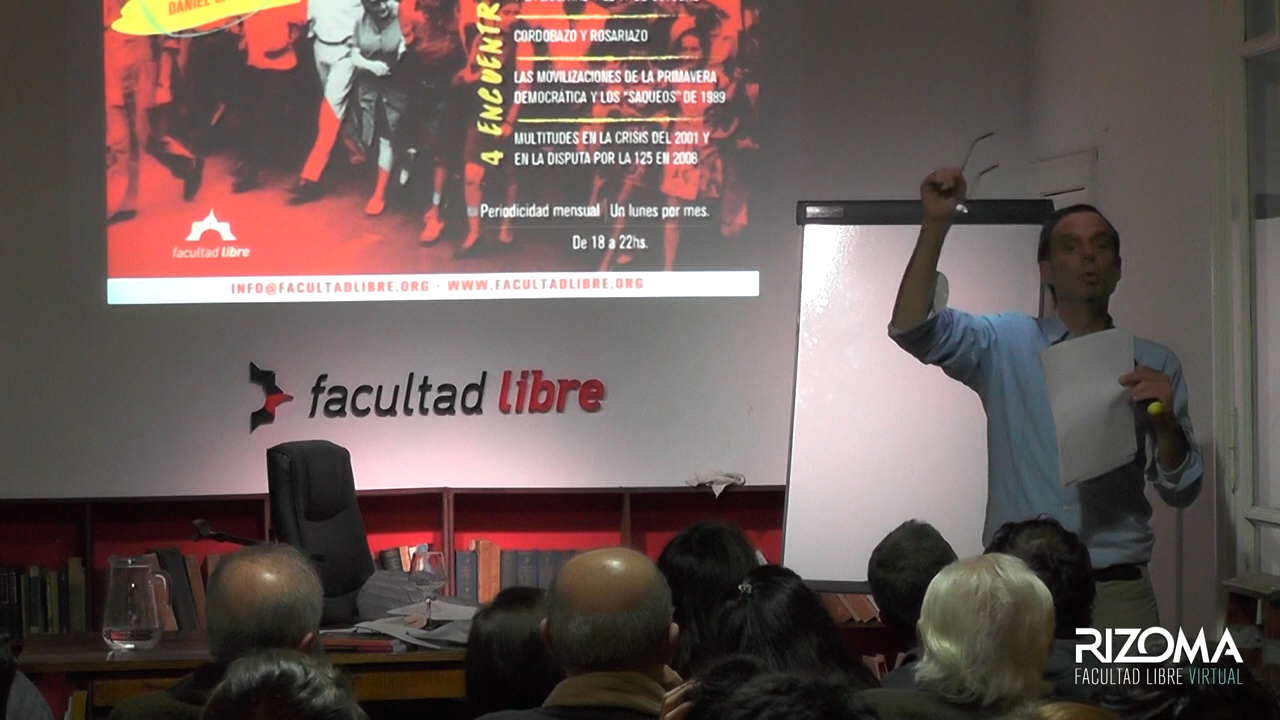 DANIEL
4 ENCUENTR
CORDOBAZO Y ROSARIAZO
LAS MOVILIZACIONES DE LA PRIMAVERA
DEMOCRÁTICA Y LOS "SAQUEOS" DE 1989
MULTITUDES EN LA CRISIS DEL 2001 Y
EN LA DISPUTA POR LA 125 EN 2008
Periodicidad mensual | Un lunes por mes.
De 18 a 22hs.
facultad libre
INFO@FACULTADLIBRE.ORG - WWW.FACULTADLIBRE.ORG
facultad libre
RIZOMA
FACULTAD LIBRE VIRTUAL